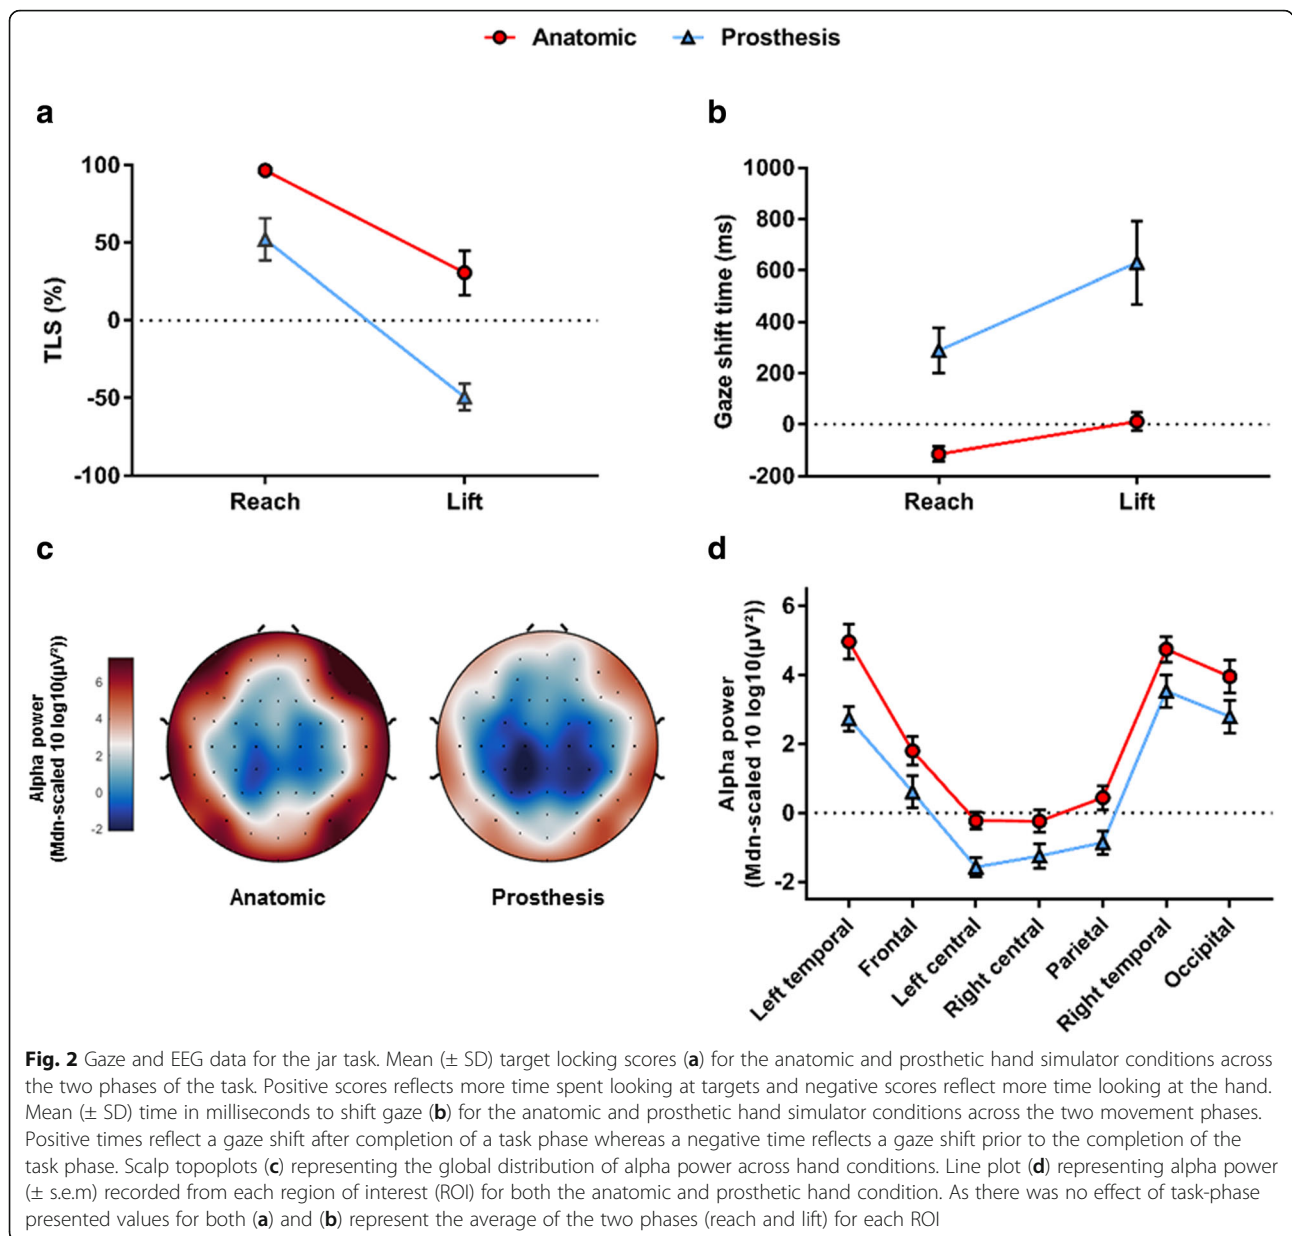 Anatomic Prosthesis
a
TLS (%)
100
50
0
-50
-100
Reach Lift
b
Gaze shift time (ms)
1000
800
600
400
200
0
-200
Reach Lift
c
Alpha power
(Mdn-scaled 10 log10(µV²))
6
4
2
0
-2
Anatomic Prosthesis
d
Alpha power
(Mdn-scaled 10 log10(µV²))
6
4
2
0
-2
Left temporal
Frontal
Left central
Right central
Parietal
Right temporal
Occipital
Fig. 2 Gaze and EEG data for the jar task. Mean (± SD) target locking scores (a) for the anatomic and prosthetic hand simulator conditions across
the two phases of the task. Positive scores reflects more time spent looking at targets and negative scores reflect more time looking at the hand.
Mean (± SD) time in milliseconds to shift gaze (b) for the anatomic and prosthetic hand simulator conditions across the two movement phases.
Positive times reflect a gaze shift after completion of a task phase whereas a negative time reflects a gaze shift prior to the completion of the
task phase. Scalp topoplots (c) representing the global distribution of alpha power across hand conditions. Line plot (d) representing alpha power
(± s.e.m) recorded from each region of interest (ROI) for both the anatomic and prosthetic hand condition. As there was no effect of task-phase
presented values for both (a) and (b) represent the average of the two phases (reach and lift) for each ROI